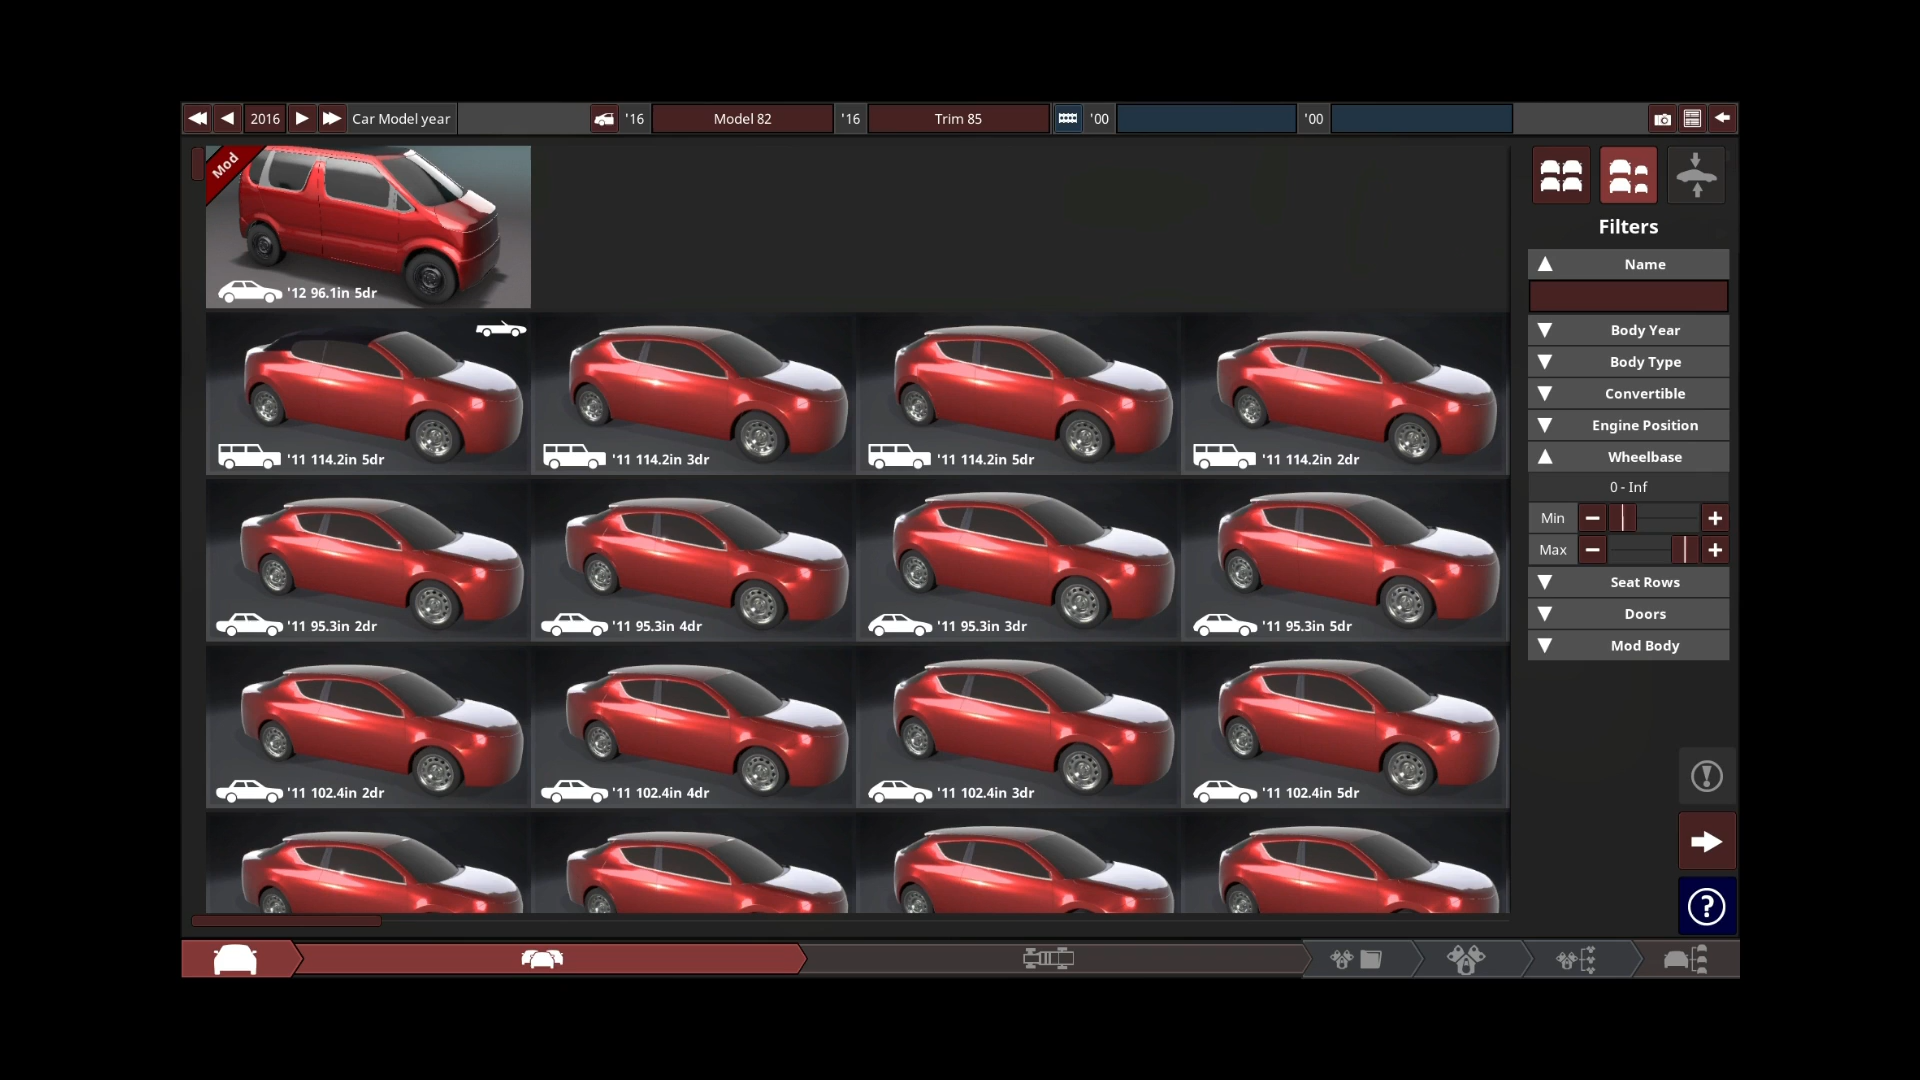 2016 Car Model year '16 Model 82 '16 Trim 85 '00 '00
Mod
'12 96.1in 5dr
'11 114.2in 5dr
'11 114.2in 3dr
'11 114.2in 5dr
'11 114.2in 2dr
'11 95.3in 2dr
'11 95.3in 4dr
'11 95.3in 3dr
'11 95.3in 5dr
'11 102.4in 2dr
'11 102.4in 4dr
'11 102.4in 3dr
'11 102.4in 5dr
Filters
Name
Body Year
Body Type
Convertible
Engine Position
Wheelbase
0 - Inf
Min
Max
Seat Rows
Doors
Mod Body